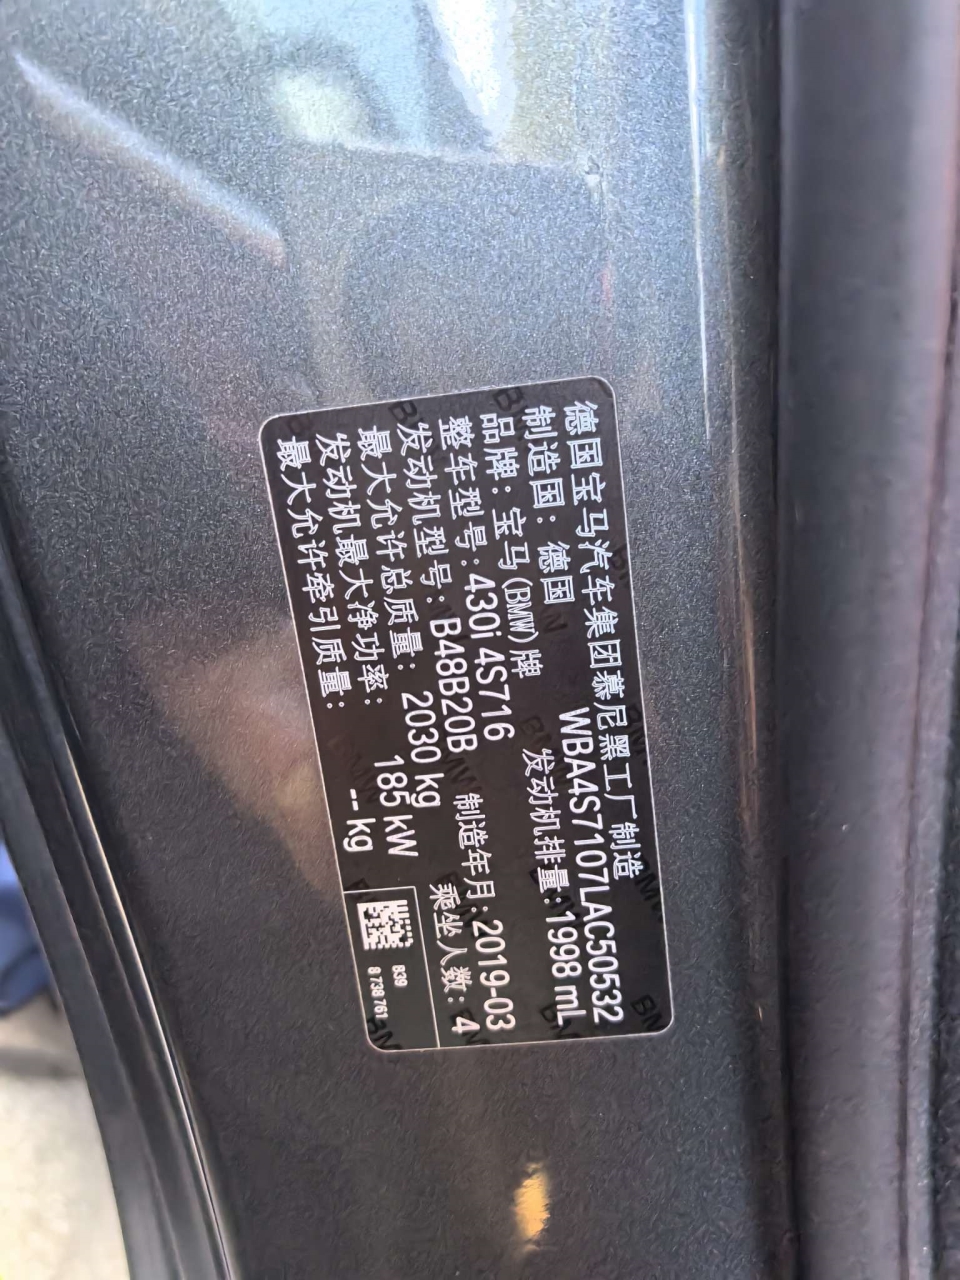 德国宝马汽车集团慕尼黑工厂制造
制造国：德国 WBA4S7107LAC50532
品牌：宝马(BMW)牌 发动机排量：1998 mL
整车型号：430i 4S716
发动机型号：B48B20B 制造年月：2019-03
最大允许总质量：2030 kg 乘坐人数：4
发动机最大净功率：185 kW
最大允许牵引质量：-- kg
839
8 738 761